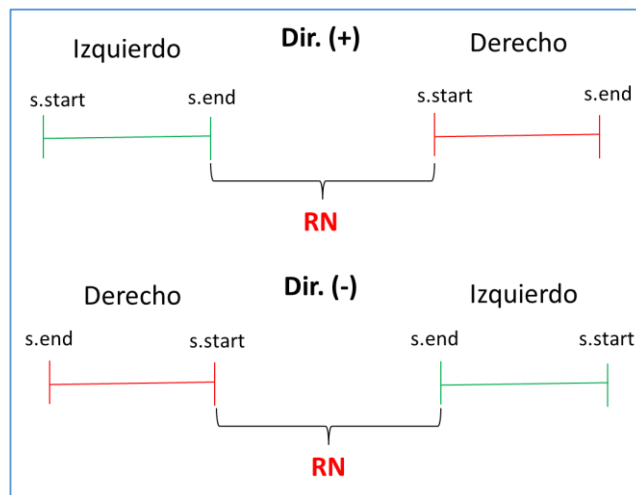 Izquierdo Dir. (+) Derecho
s.start s.end s.start s.end
RN
Derecho Dir. (-) Izquierdo
s.end s.start s.end s.start
RN